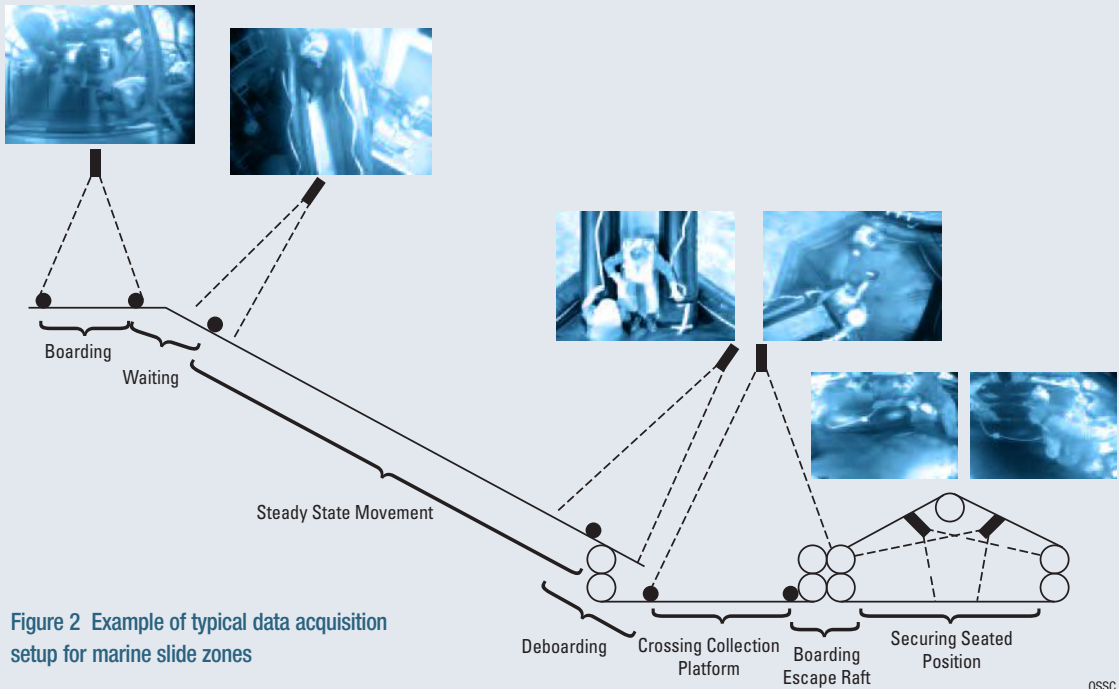 Boarding
Waiting
Steady State Movement
Deboarding
Crossing Collection
Platform
Boarding
Escape Raft
Securing Seated
Position
Figure 2 Example of typical data acquisition
setup for marine slide zones
ossc